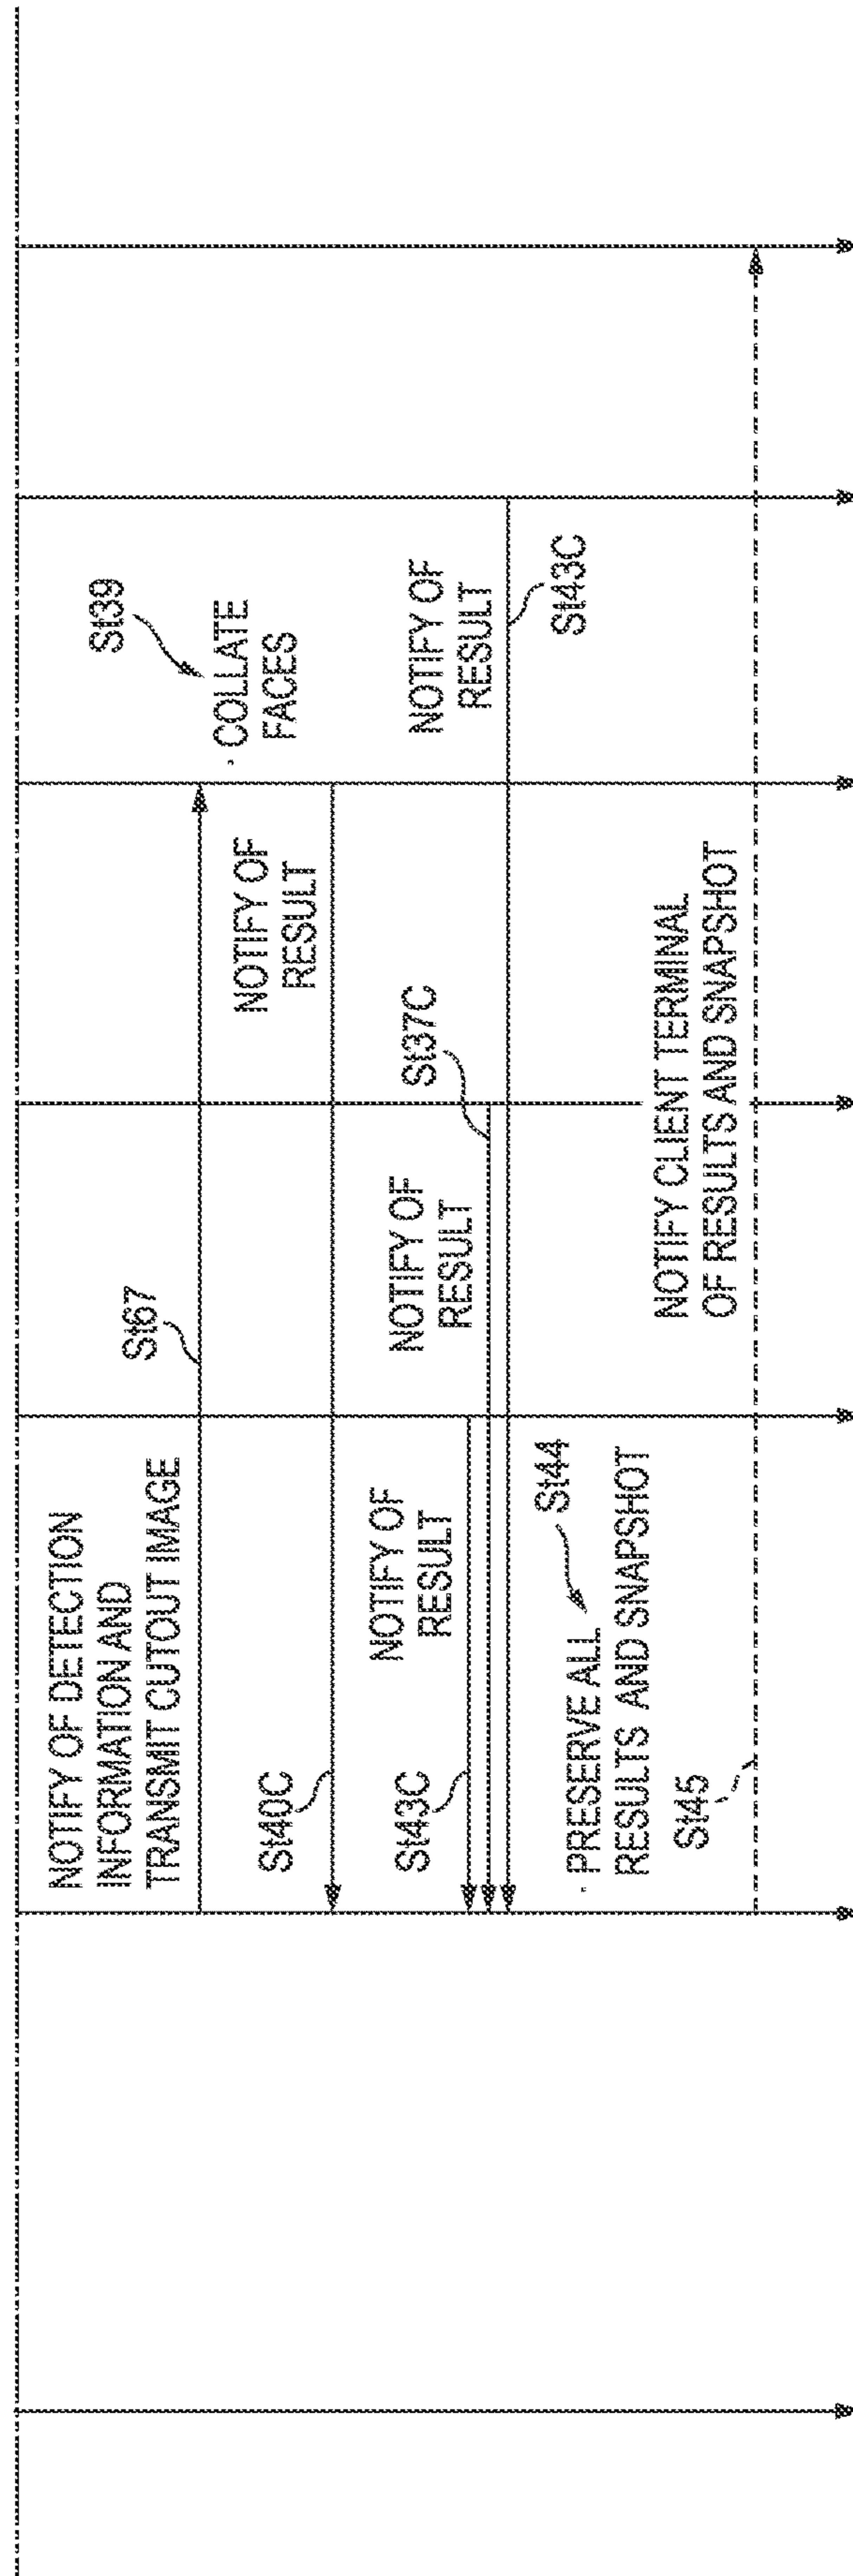 NOTIFY OF DETECTION
INFORMATION AND
TRANSMIT CUTOUT IMAGE
St67
St39
· COLLATE
FACES
NOTIFY OF
RESULT
St40C
NOTIFY OF
RESULT
St43C
NOTIFY OF
RESULT
St37C
NOTIFY OF
RESULT
St43C
St44
· PRESERVE ALL
RESULTS AND SNAPSHOT
NOTIFY CLIENT TERMINAL
OF RESULTS AND SNAPSHOT
St45